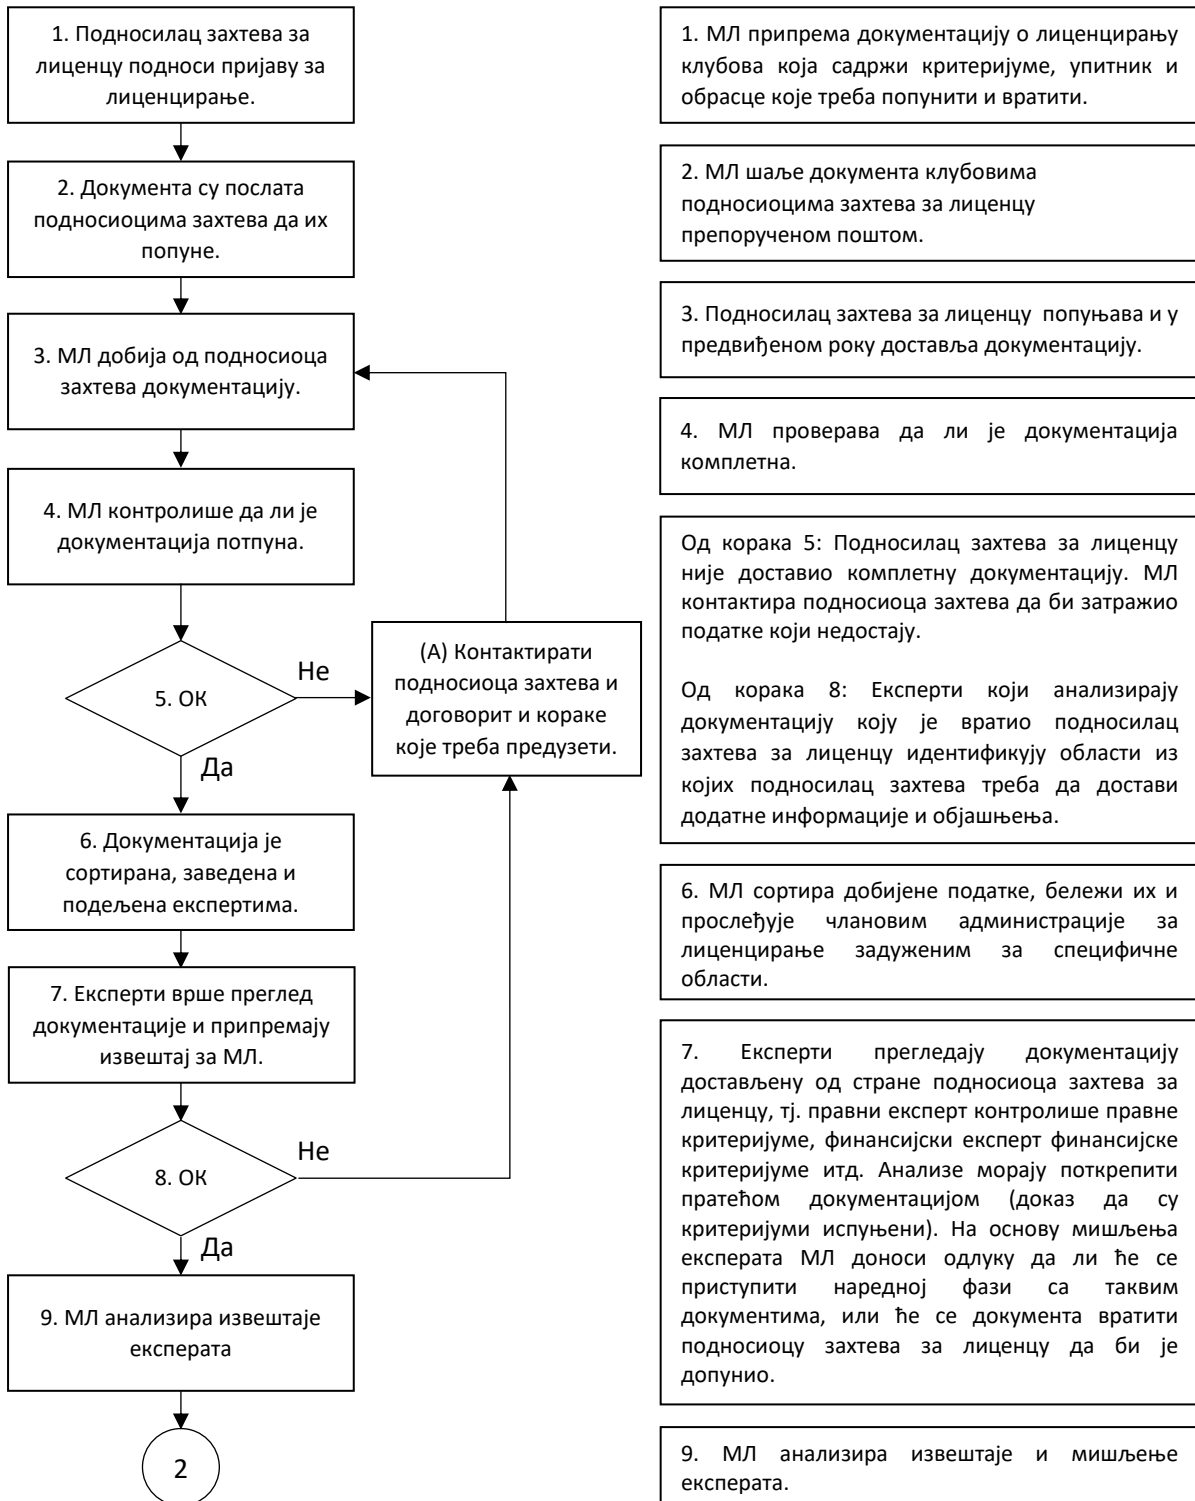 1. Подносилац захтева за
лиценцу подноси пријаву за
лиценцирање.
2. Документа су послата
подносиоцима захтева да их
попуне.
3. МЛ добија од подносиоца
захтева документацију.
4. МЛ контролише да ли је
документација потпуна.
5. ОК
Не
Да
(А) Контактирати
подносиоца захтева и
договорит и кораке
које треба предузети.
6. Документација је
сортирана, заведена и
подељена експертима.
7. Експерти врше преглед
документације и припремају
извештај за МЛ.
8. ОК
Не
Да
9. МЛ анализира извештаје
експерата
2
1. МЛ припрема документацију о лиценцирању
клубова која садржи критеријуме, упитник и
обрасце које треба попунити и вратити.
2. МЛ шаље документа клубовима
подносиоцима захтева за лиценцу
препорученом поштом.
3. Подносилац захтева за лиценцу попуњава и у
предвиђеном року доставља документацију.
4. МЛ проверава да ли је документација
комплетна.
Од корака 5: Подносилац захтева за лиценцу
није доставио комплетну документацију. МЛ
контактира подносиоца захтева да би затражио
податке који недостају.
Од корака 8: Експерти који анализирају
документацију коју је вратио подносилац
захтева за лиценцу идентификују области из
којих подносилац захтева треба да достави
додатне информације и објашњења.
6. МЛ сортира добијене податке, бележи их и
прослеђује члановим администрације за
лиценцирање задуженим за специфичне
области.
7. Експерти прегледају документацију
достављену од стране подносиоца захтева за
лиценцу, тј. правни експерт контролише правне
критеријуме, финансијски експерт финансијске
критеријуме итд. Анализе морају поткрепити
пратећом документацијом (доказ да су
критеријуми испуњени). На основу мишљења
експерата МЛ доноси одлуку да ли ће се
приступити наредној фази са таквим
документима, или ће се документа вратити
подносиоцу захтева за лиценцу да би је
допунио.
9. МЛ анализира извештаје и мишљење
експерата.